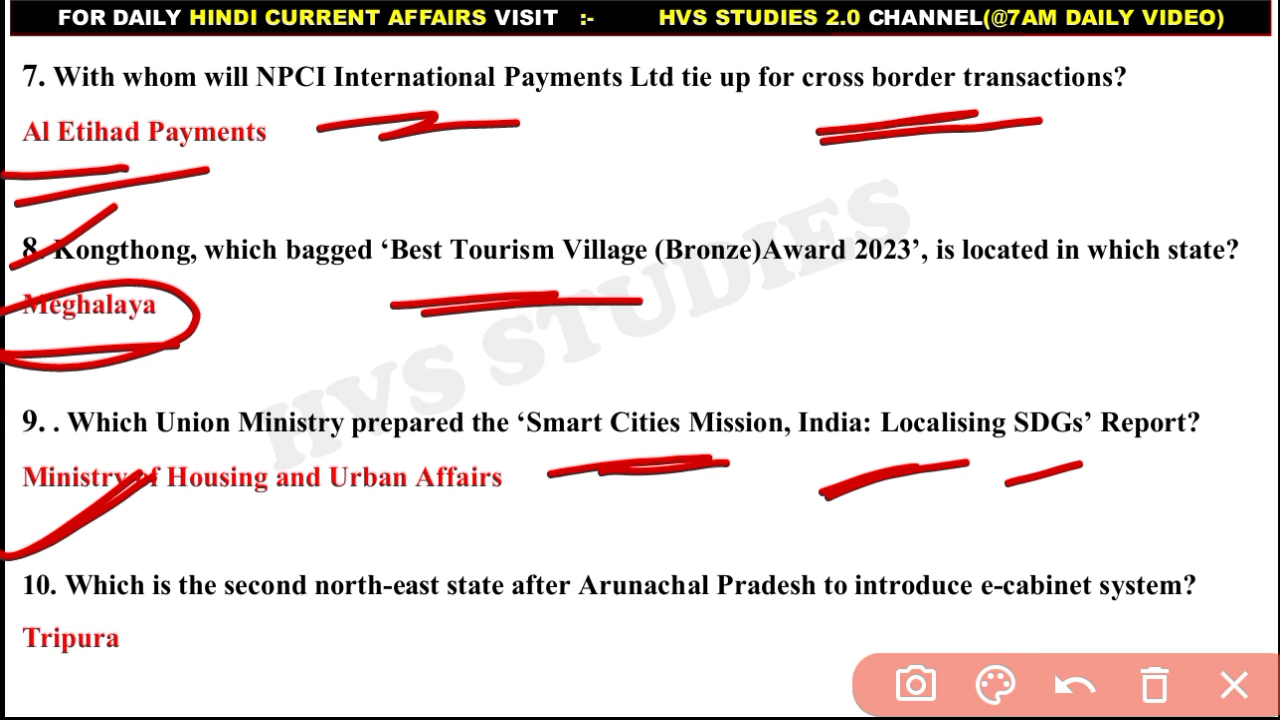 FOR DAILY HINDI CURRENT AFFAIRS VISIT :- HVS STUDIES 2.0 CHANNEL(@7AM DAILY VIDEO)
7. With whom will NPCI International Payments Ltd tie up for cross border transactions?
Al Etihad Payments
8. Kongthong, which bagged ‘Best Tourism Village (Bronze)Award 2023’, is located in which state?
Meghalaya
HVS STUDIES
9. . Which Union Ministry prepared the ‘Smart Cities Mission, India: Localising SDGs’ Report?
Ministry of Housing and Urban Affairs
10. Which is the second north-east state after Arunachal Pradesh to introduce e-cabinet system?
Tripura